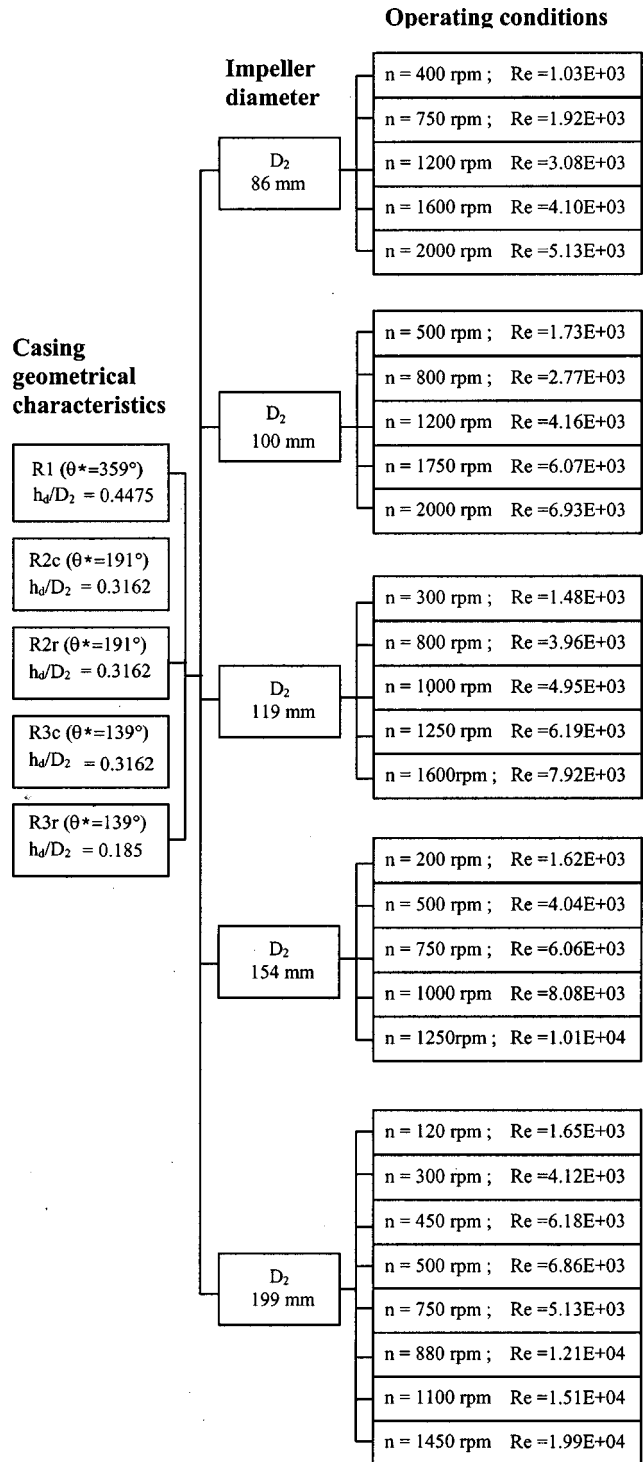 Operating conditions
Impeller
diameter
D₂
86 mm
n = 400 rpm ; Re =1.03E+03
n = 750 rpm ; Re =1.92E+03
n = 1200 rpm Re =3.08E+03
n = 1600 rpm Re =4.10E+03
n = 2000 rpm Re =5.13E+03
Casing
geometrical
characteristics
R1 (θ*=359°)
h_d/D₂ = 0.4475
R2c (θ*=191°)
h_d/D₂ = 0.3162
R2r (θ*=191°)
h_d/D₂ = 0.3162
R3c (θ*=139°)
h_d/D₂ = 0.3162
R3r (θ*=139°)
h_d/D₂ = 0.185
D₂
100 mm
n = 500 rpm ; Re =1.73E+03
n = 800 rpm ; Re =2.77E+03
n = 1200 rpm Re =4.16E+03
n = 1750 rpm Re =6.07E+03
n = 2000 rpm Re =6.93E+03
D₂
119 mm
n = 300 rpm ; Re =1.48E+03
n = 800 rpm ; Re =3.96E+03
n = 1000 rpm Re =4.95E+03
n = 1250 rpm Re =6.19E+03
n = 1600rpm ; Re =7.92E+03
D₂
154 mm
n = 200 rpm ; Re =1.62E+03
n = 500 rpm ; Re =4.04E+03
n = 750 rpm ; Re =6.06E+03
n = 1000 rpm Re =8.08E+03
n = 1250rpm ; Re =1.01E+04
D₂
199 mm
n = 120 rpm ; Re =1.65E+03
n = 300 rpm ; Re =4.12E+03
n = 450 rpm ; Re =6.18E+03
n = 500 rpm ; Re =6.86E+03
n = 750 rpm ; Re =5.13E+03
n = 880 rpm ; Re =1.21E+04
n = 1100 rpm Re =1.51E+04
n = 1450 rpm Re =1.99E+04